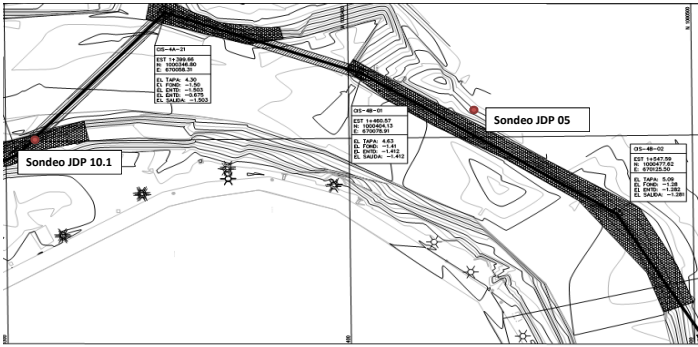 CIS-4A-21
EST 1+399.66
N: 1000346.80
E: 670058.31
EL TAPA: 4.30
EL FOND: -1.50
EL ENTD: -1.503
EL ENTD: -0.675
EL SALIDA: -1.503
Sondeo JDP 05
CIS-4B-01
EST 1+460.57
N: 1000404.13
E: 670078.91
EL TAPA: 4.63
EL FOND: -1.41
EL ENTD: -1.412
EL SALIDA: -1.412
Sondeo JDP 10.1
CIS-4B-02
EST 1+547.59
N: 1000477.62
E: 670125.50
EL TAPA: 5.09
EL FOND: -1.28
EL ENTD: -1.282
EL SALIDA: -1.281